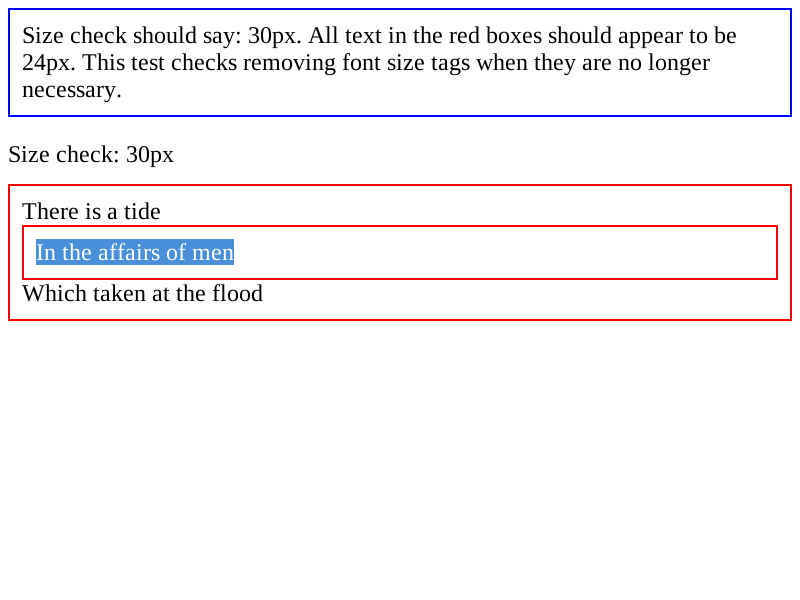 Size check should say: 30px. All text in the red boxes should appear to be
24px. This test checks removing font size tags when they are no longer
necessary.
Size check: 30px
There is a tide
In the affairs of men
Which taken at the flood